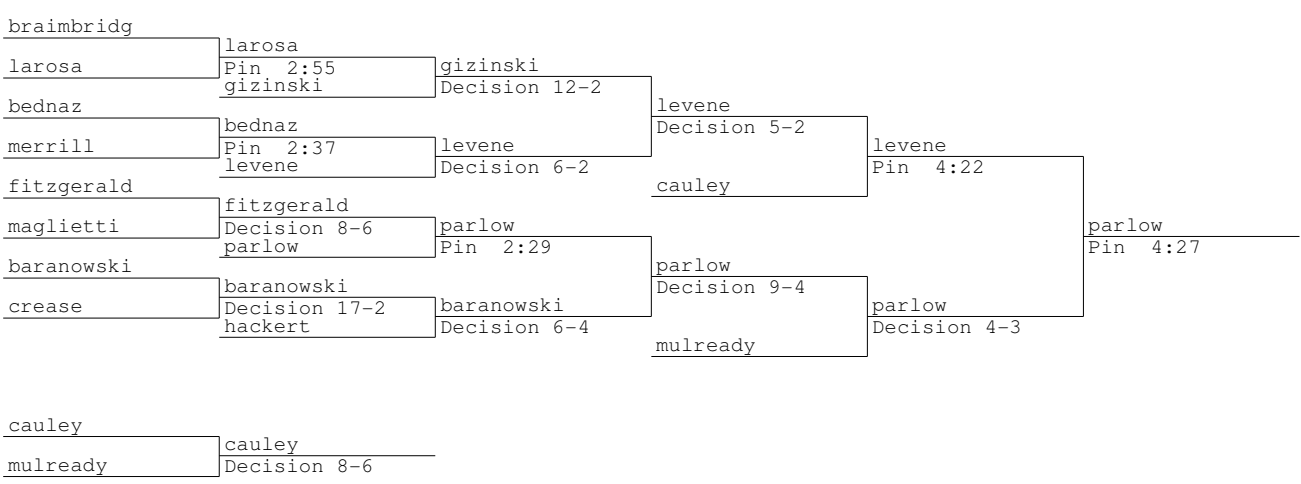 braimbridg
larosa
larosa
Pin 2:55
gizinski
gizinski
Decision 12-2
bednaz
levene
Decision 5-2
bednaz
merrill
Pin 2:37
levene
levene
Decision 6-2
levene
Pin 4:22
fitzgerald
cauley
fitzgerald
maglietti
Decision 8-6
parlow
parlow
Pin 2:29
parlow
Pin 4:27
baranowski
parlow
Decision 9-4
baranowski
crease
Decision 17-2
hackert
baranowski
Decision 6-4
parlow
Decision 4-3
mulready
cauley
cauley
mulready
Decision 8-6